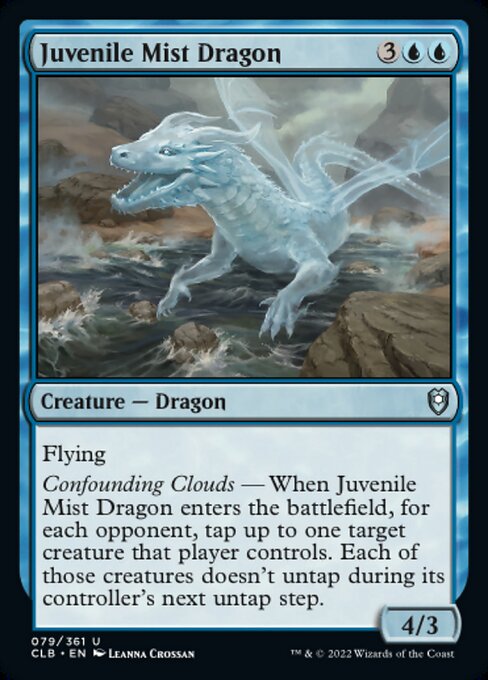 Juvenile Mist Dragon 3
Creature — Dragon
Flying
Confounding Clouds — When Juvenile
Mist Dragon enters the battlefield, for
each opponent, tap up to one target
creature that player controls. Each of
those creatures doesn't untap during its
controller's next untap step.
4/3
079/361 U
CLB • EN Leanna Crossan
™ & © 2022 Wizards of the Coast